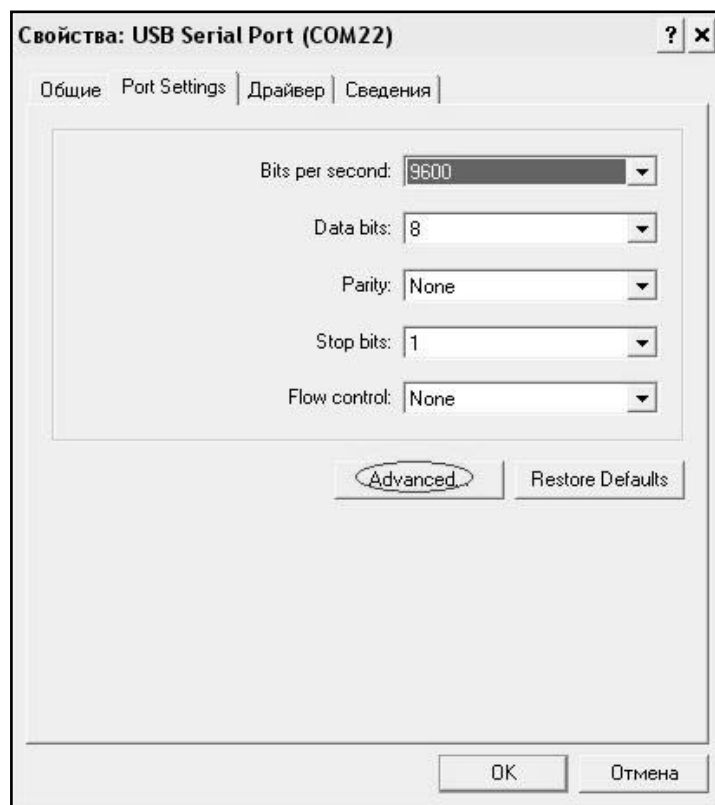 Свойства: USB Serial Port (COM22)
? ×
Общие Port Settings Драйвер Сведения
Bits per second: 9600
Data bits: 8
Parity: None
Stop bits: 1
Flow control: None
Advanced... Restore Defaults
OK Отмена